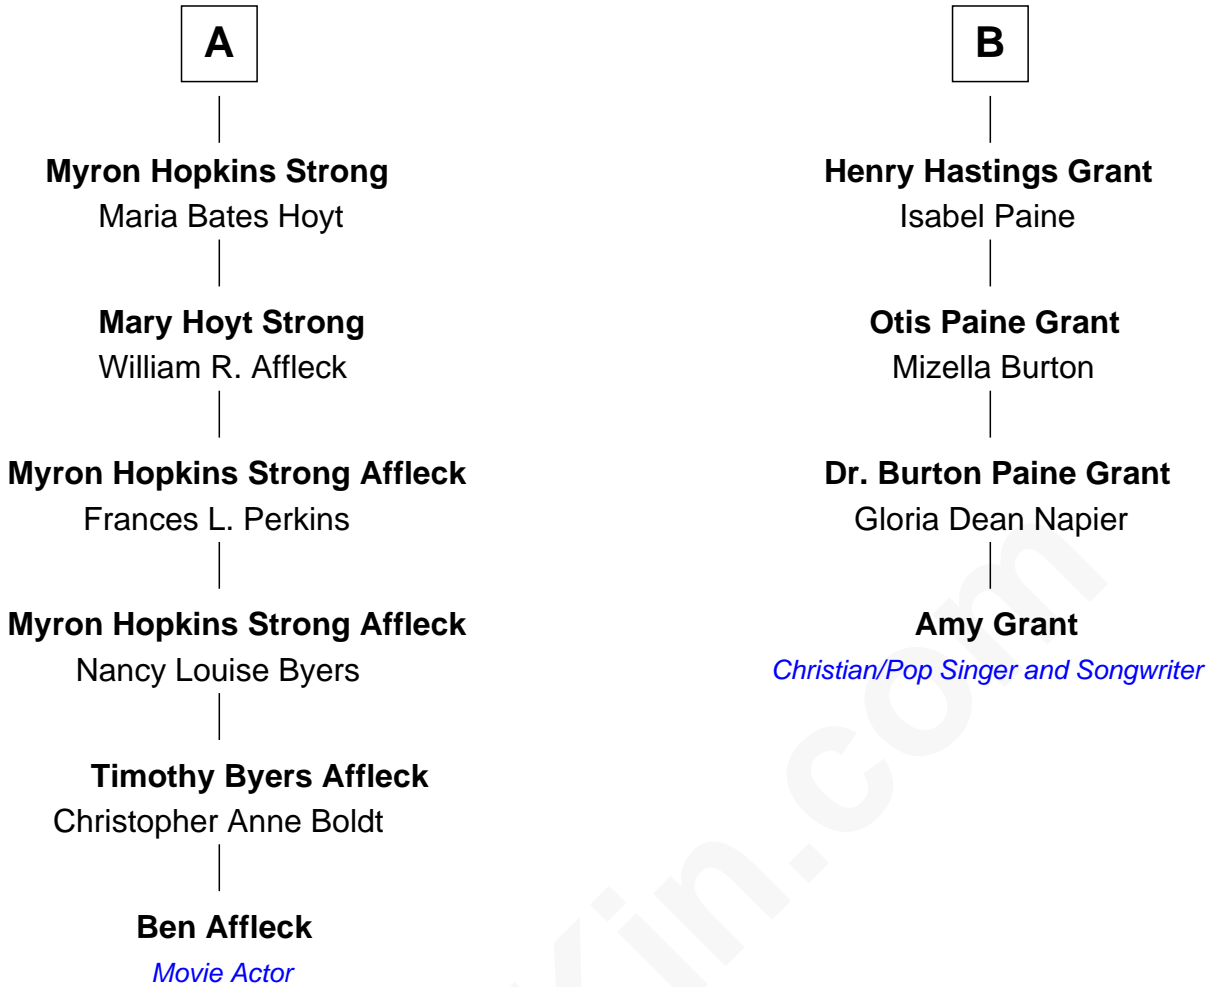 A
Myron Hopkins Strong
Maria Bates Hoyt
Mary Hoyt Strong
William R. Affleck
Myron Hopkins Strong Affleck
Frances L. Perkins
Myron Hopkins Strong Affleck
Nancy Louise Byers
Timothy Byers Affleck
Christopher Anne Boldt
Ben Affleck
Movie Actor
B
Henry Hastings Grant
Isabel Paine
Otis Paine Grant
Mizella Burton
Dr. Burton Paine Grant
Gloria Dean Napier
Amy Grant
Christian/Pop Singer and Songwriter